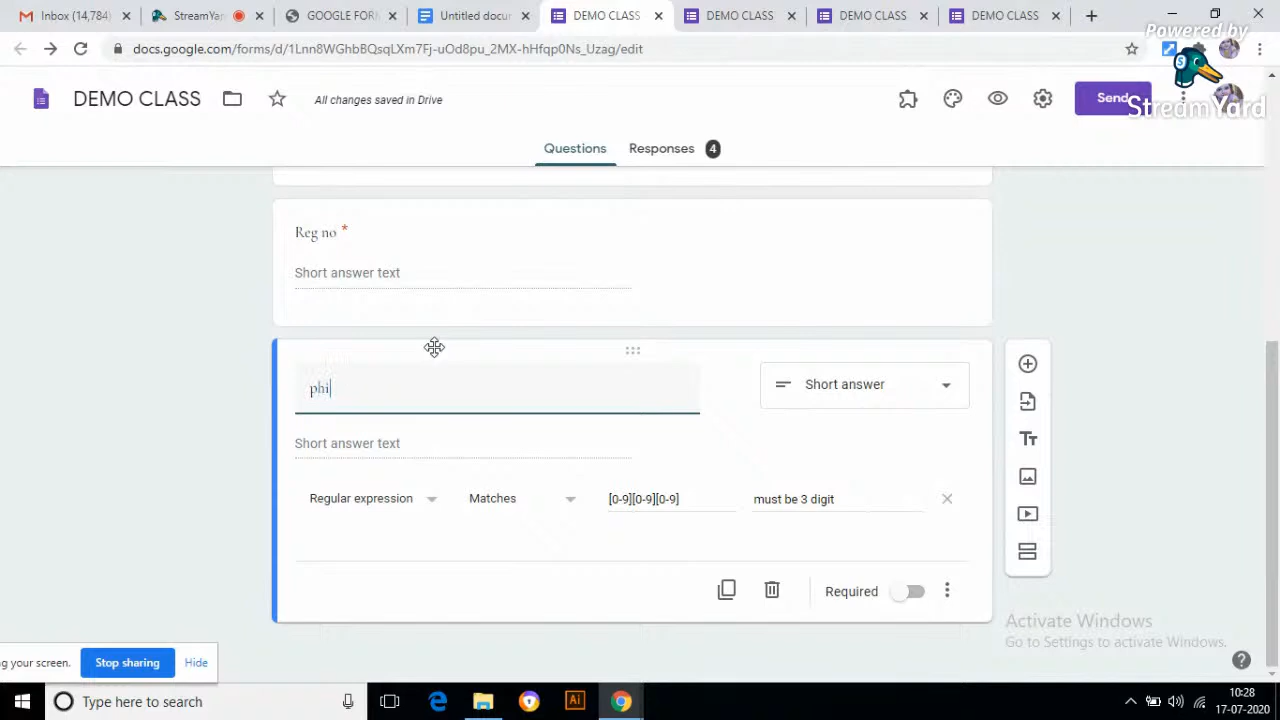 Inbox (14,784)
StreamYard
GOOGLE FOR
Untitled docu
DEMO CLASS
DEMO CLASS
DEMO CLASS
DEMO CLASS
docs.google.com/forms/d/1Lnn8WGhbBQsqLXm7Fj-uOd8pu_2MX-hHfqp0Ns_Uzag/edit
Powered by
StreamYard
DEMO CLASS
All changes saved in Drive
Send
Questions
Responses 4
Reg no *
Short answer text
phi
Short answer
Short answer text
Regular expression
Matches
[0-9][0-9][0-9]
must be 3 digit
Required
Activate Windows
Go to Settings to activate Windows.
g your screen.
Stop sharing
Hide
Type here to search
Ai
10:28
17-07-2020